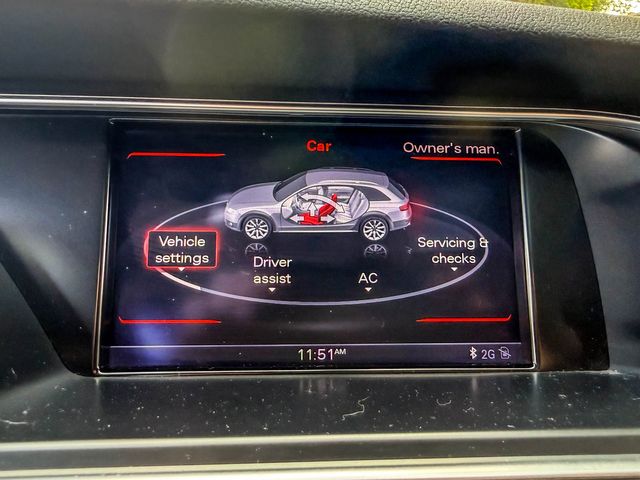 Car
Owner's man.
Vehicle
settings
Driver
assist
AC
Servicing &
checks
11:51AM
2G